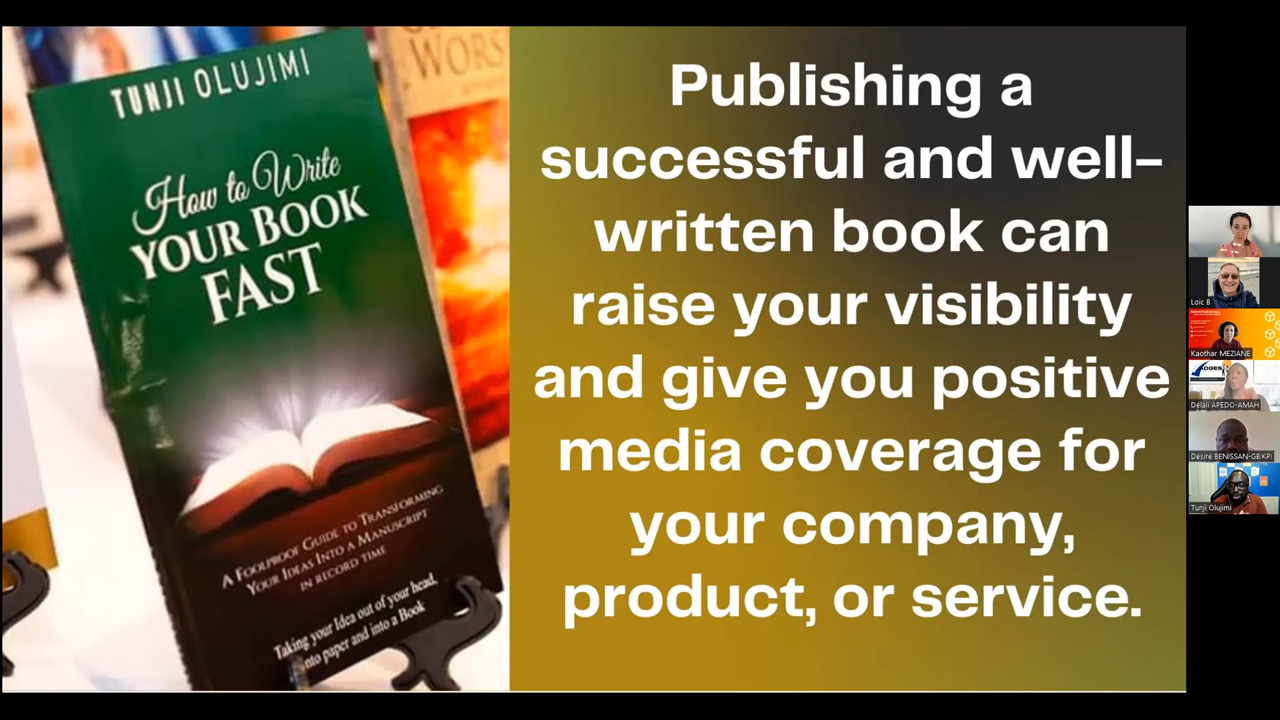 TUNJI OLUJIMI
How to Write
YOUR BOOK
FAST
A FOOLPROOF GUIDE TO TRANSFORMING
YOUR IDEAS INTO A MANUSCRIPT
IN RECORD TIME
Taking your Idea out of your head,
into paper and into a Book
WORS
Publishing a
successful and well-
written book can
raise your visibility
and give you positive
media coverage for
your company,
product, or service.
Loic B
Kaothar MEZIANE
Délali APEDO-AMAH
Désiré BENISSAN-GBIKPI
Tunji Olujimi